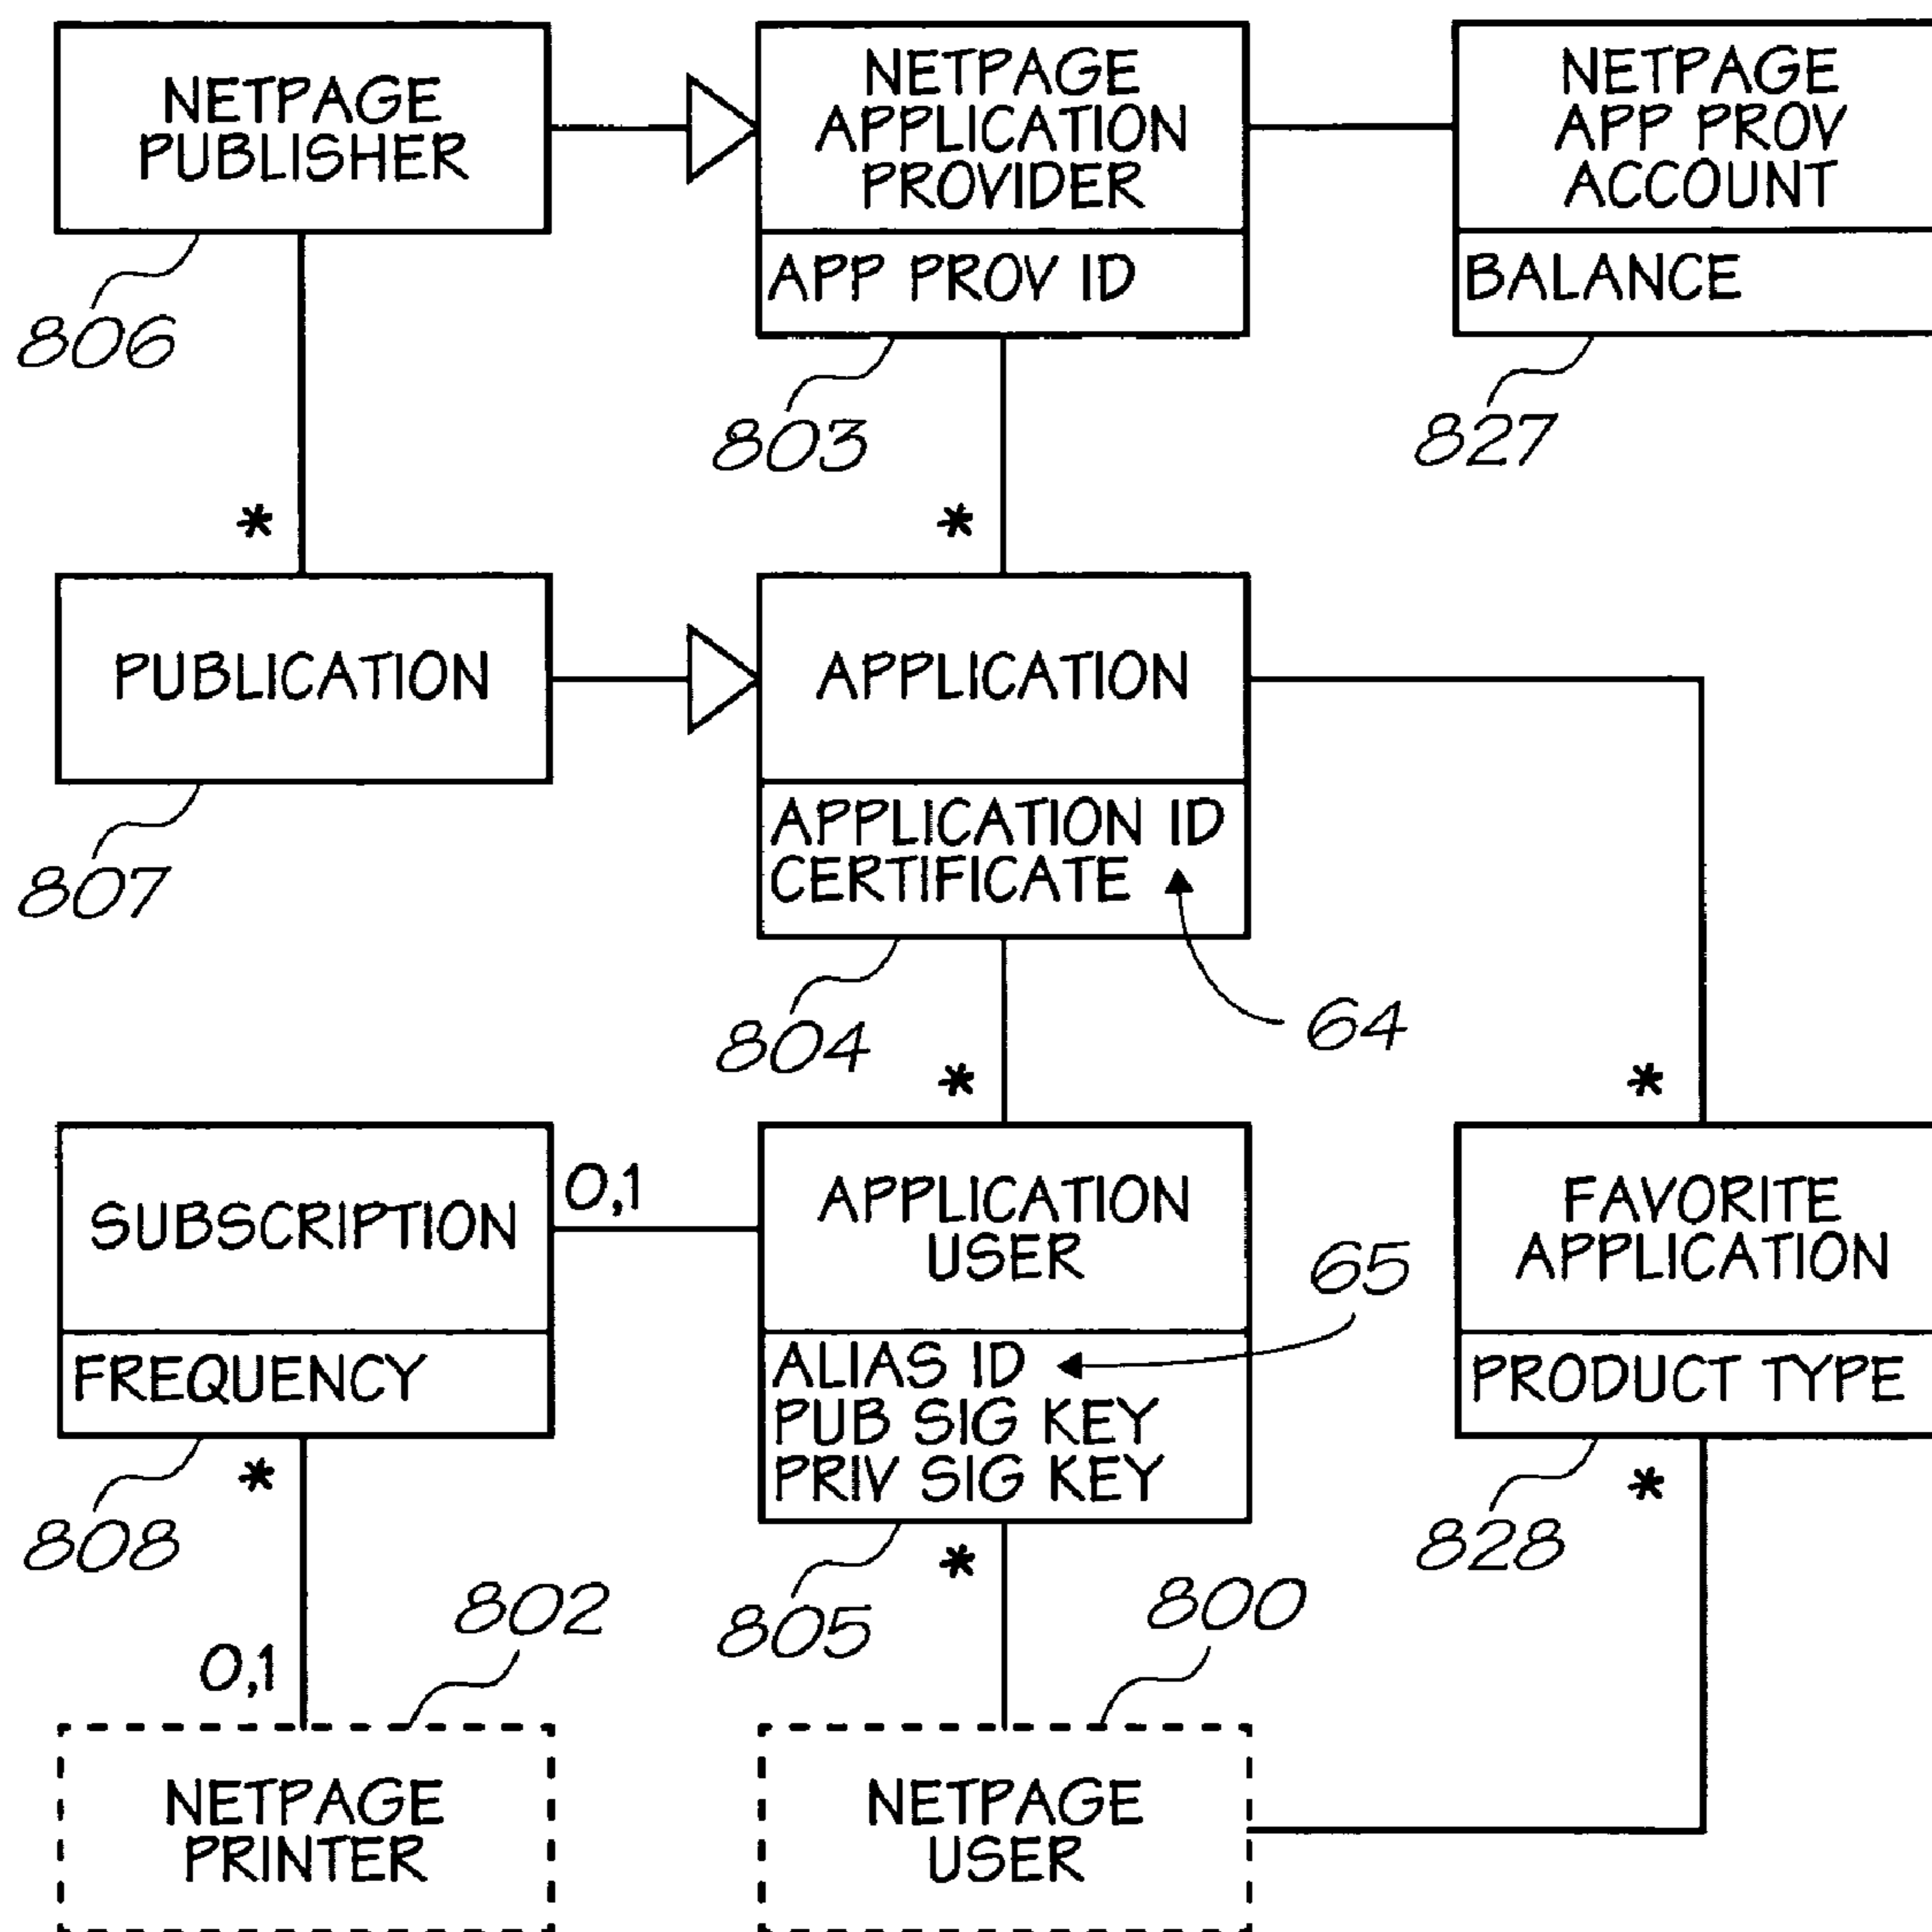 NETPAGE
PUBLISHER
NETPAGE
APPLICATION
PROVIDER
APP PROV ID
NETPAGE
APP PROV
ACCOUNT
BALANCE
806
803
827
*
*
PUBLICATION
APPLICATION
APPLICATION ID
CERTIFICATE
807
804
64
*
*
SUBSCRIPTION
FREQUENCY
0,1
APPLICATION
USER
ALIAS ID
PUB SIG KEY
PRIV SIG KEY
65
FAVORITE
APPLICATION
PRODUCT TYPE
808
*
802
805
*
800
828
*
0,1
NETPAGE
PRINTER
NETPAGE
USER